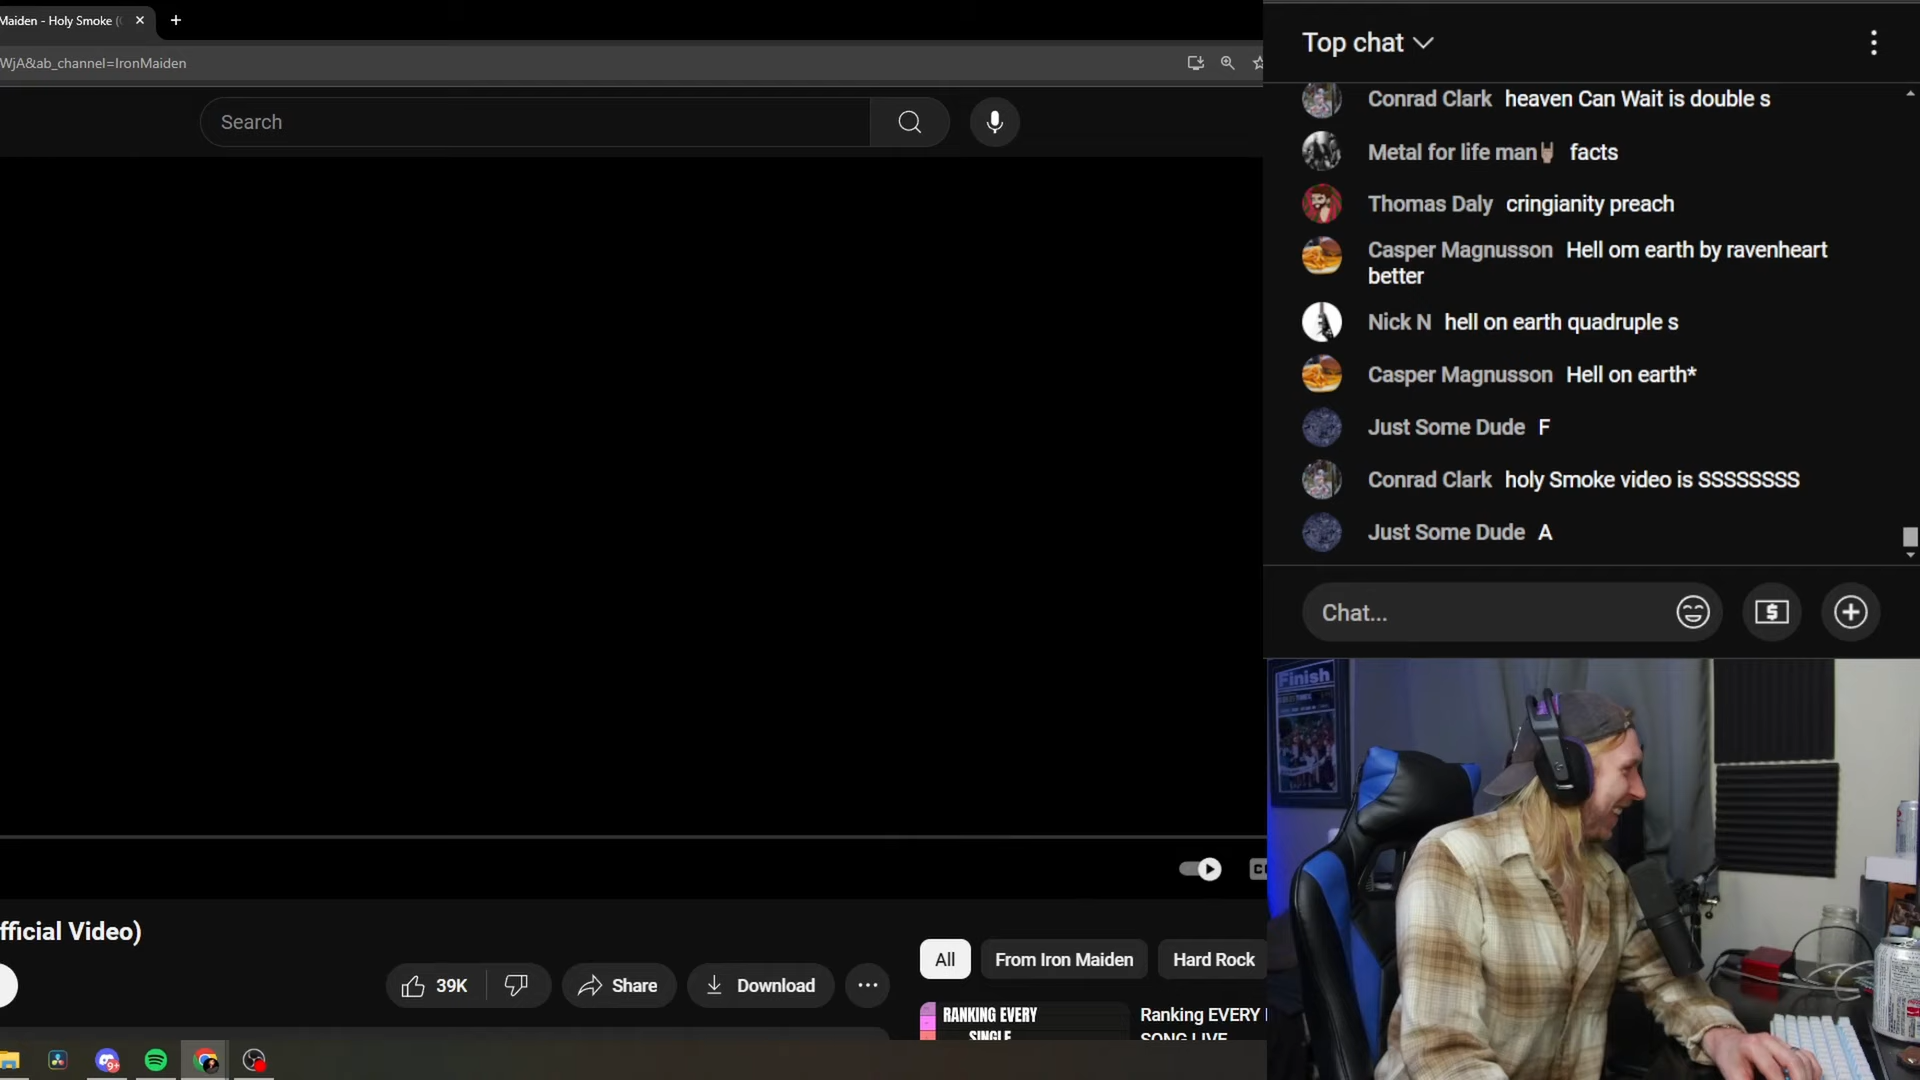 Maiden - Holy Smoke (
WjA&ab_channel=IronMaiden
Search
Top chat
Conrad Clark heaven Can Wait is double s
Metal for life man🤘 facts
Thomas Daly cringianity preach
Casper Magnusson Hell om earth by ravenheart
better
Nick N hell on earth quadruple s
Casper Magnusson Hell on earth*
Just Some Dude F
Conrad Clark holy Smoke video is SSSSSSSS
Just Some Dude A
Chat...
Finish
fficial Video)
39K
Share
Download
All
From Iron Maiden
Hard Rock
RANKING EVERY
SINGLE
Ranking EVERY
SONG LIVE
9+